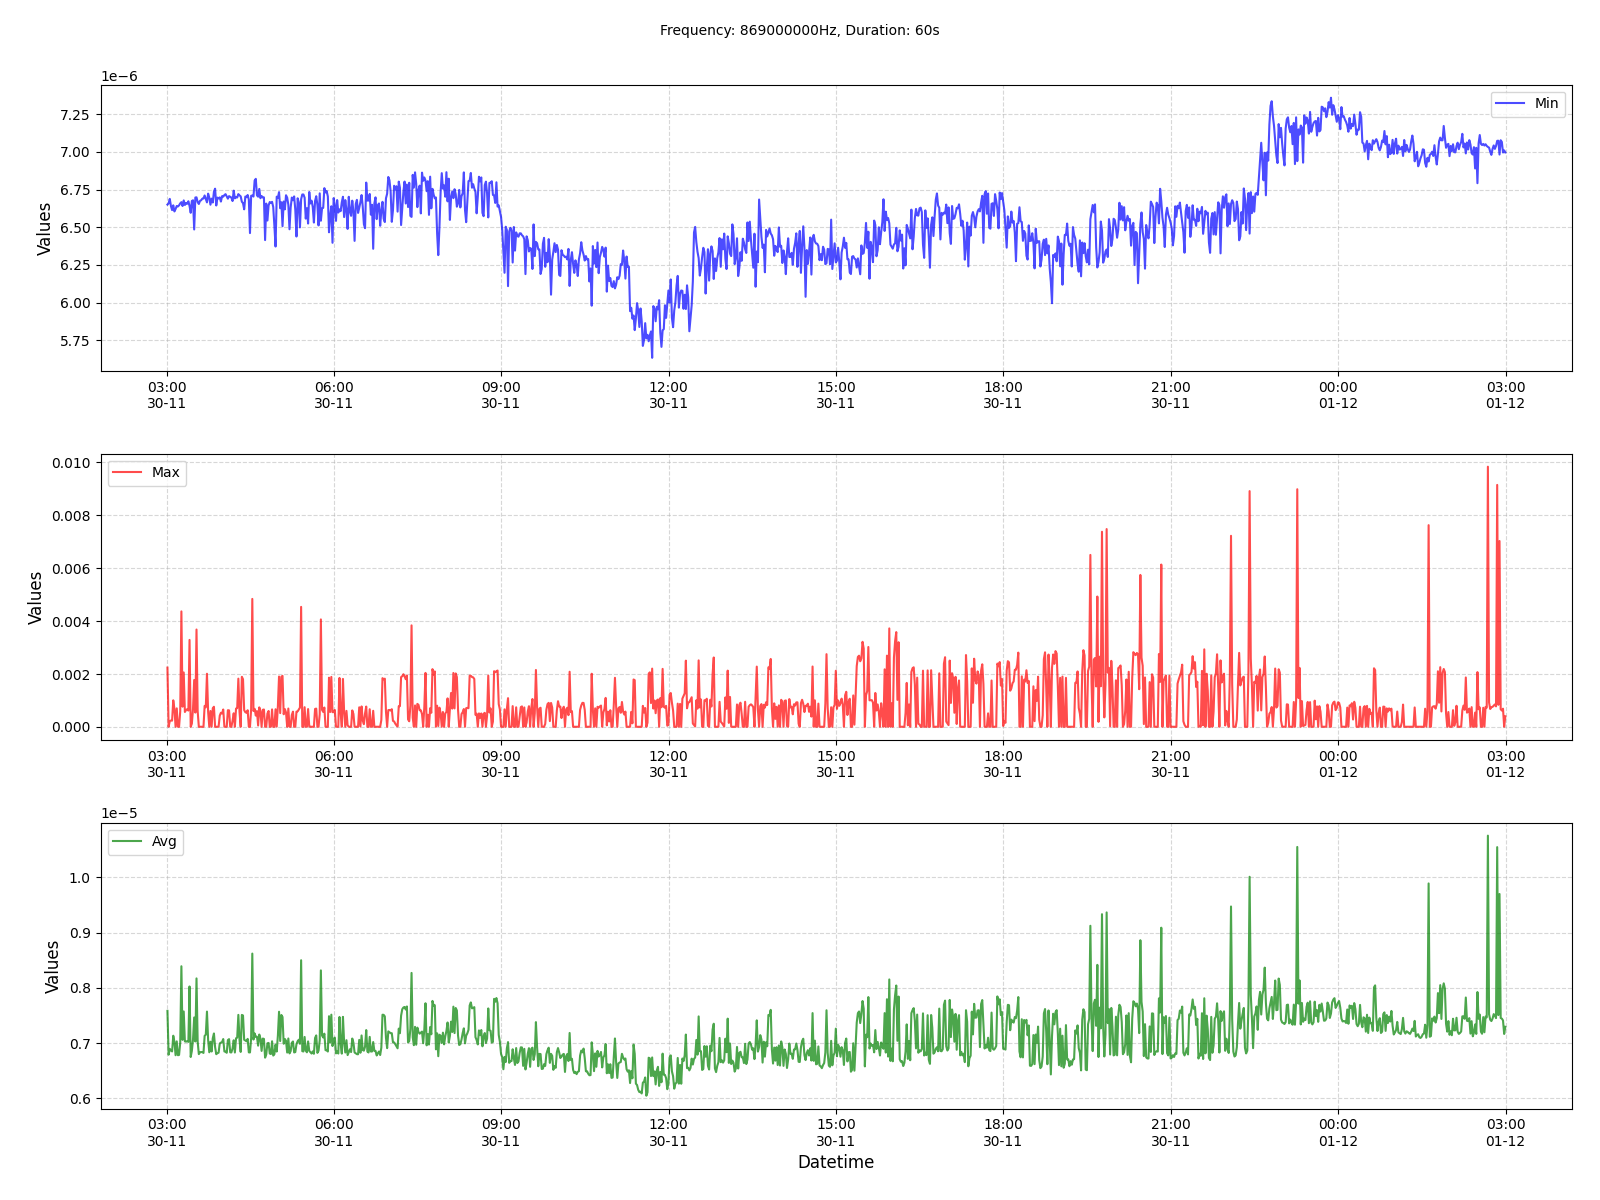 Frequency: 869000000Hz, Duration: 60s
1e−6
Min
Values
7.25
7.00
6.75
6.50
6.25
6.00
5.75
03:00 06:00 09:00 12:00 15:00 18:00 21:00 00:00 03:00
30-11 30-11 30-11 30-11 30-11 30-11 30-11 01-12 01-12
Max
Values
0.010
0.008
0.006
0.004
0.002
0.000
03:00 06:00 09:00 12:00 15:00 18:00 21:00 00:00 03:00
30-11 30-11 30-11 30-11 30-11 30-11 30-11 01-12 01-12
1e−5
Avg
Values
1.0
0.9
0.8
0.7
0.6
03:00 06:00 09:00 12:00 15:00 18:00 21:00 00:00 03:00
30-11 30-11 30-11 30-11 30-11 30-11 30-11 01-12 01-12
Datetime